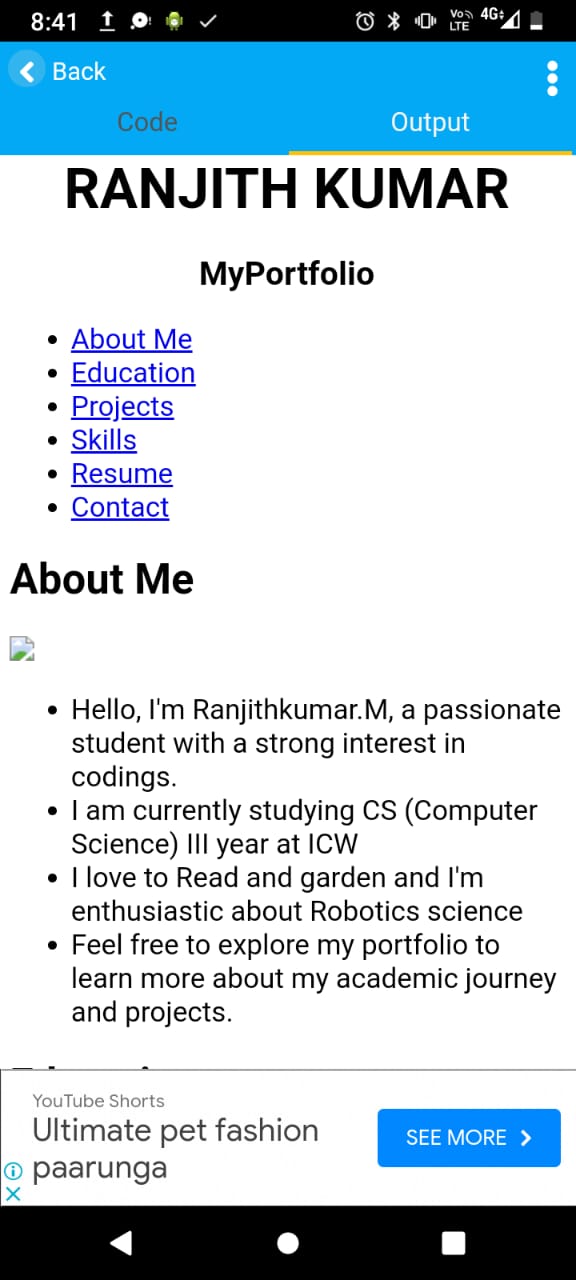 8:41
Vo LTE 4G
Back
Code Output
RANJITH KUMAR
MyPortfolio
About Me
Education
Projects
Skills
Resume
Contact
About Me
Hello, I'm Ranjithkumar.M, a passionate
student with a strong interest in
codings.
I am currently studying CS (Computer
Science) III year at ICW
I love to Read and garden and I'm
enthusiastic about Robotics science
Feel free to explore my portfolio to
learn more about my academic journey
and projects.
YouTube Shorts
Ultimate pet fashion
paarunga
SEE MORE